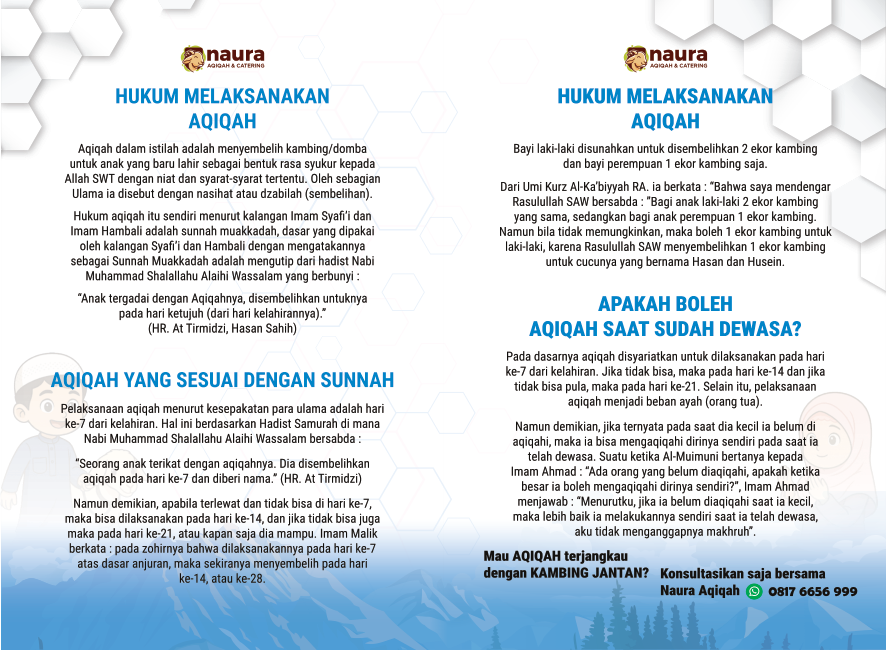 naura
AQIQAH & CATERING
HUKUM MELAKSANAKAN
AQIQAH
Aqiqah dalam istilah adalah menyembelih kambing/domba
untuk anak yang baru lahir sebagai bentuk rasa syukur kepada
Allah SWT dengan niat dan syarat-syarat tertentu. Oleh sebagian
Ulama ia disebut dengan nasihat atau dzabilah (sembelihan).
Hukum aqiqah itu sendiri menurut kalangan Imam Syafi'i dan
Imam Hambali adalah sunnah muakkadah, dasar yang dipakai
oleh kalangan Syafi'i dan Hambali dengan mengatakannya
sebagai Sunnah Muakkadah adalah mengutip dari hadist Nabi
Muhammad Shalallahu Alaihi Wassalam yang berbunyi :
“Anak tergadai dengan Aqiqahnya, disembelihkan untuknya
pada hari ketujuh (dari hari kelahirannya).”
(HR. At Tirmidzi, Hasan Sahih)
AQIQAH YANG SESUAI DENGAN SUNNAH
Pelaksanaan aqiqah menurut kesepakatan para ulama adalah hari
ke-7 dari kelahiran. Hal ini berdasarkan Hadist Samurah di mana
Nabi Muhammad Shalallahu Alaihi Wassalam bersabda :
“Seorang anak terikat dengan aqiqahnya. Dia disembelihkan
aqiqah pada hari ke-7 dan diberi nama.” (HR. At Tirmidzi)
Namun demikian, apabila terlewat dan tidak bisa di hari ke-7,
maka bisa dilaksanakan pada hari ke-14, dan jika tidak bisa juga
maka pada hari ke-21, atau kapan saja dia mampu. Imam Malik
berkata : pada zohirnya bahwa dilaksanakannya pada hari ke-7
atas dasar anjuran, maka sekiranya menyembelih pada hari
ke-14, atau ke-28.
naura
AQIQAH & CATERING
HUKUM MELAKSANAKAN
AQIQAH
Bayi laki-laki disunahkan untuk disembelihkan 2 ekor kambing
dan bayi perempuan 1 ekor kambing saja.
Dari Umi Kurz Al-Ka'biyyah RA. ia berkata : “Bahwa saya mendengar
Rasulullah SAW bersabda : “Bagi anak laki-laki 2 ekor kambing
yang sama, sedangkan bagi anak perempuan 1 ekor kambing.
Namun bila tidak memungkinkan, maka boleh 1 ekor kambing untuk
laki-laki, karena Rasulullah SAW menyembelihkan 1 ekor kambing
untuk cucunya yang bernama Hasan dan Husein.
APAKAH BOLEH
AQIQAH SAAT SUDAH DEWASA?
Pada dasarnya aqiqah disyariatkan untuk dilaksanakan pada hari
ke-7 dari kelahiran. Jika tidak bisa, maka pada hari ke-14 dan jika
tidak bisa pula, maka pada hari ke-21. Selain itu, pelaksanaan
aqiqah menjadi beban ayah (orang tua).
Namun demikian, jika ternyata pada saat dia kecil ia belum di
aqiqahi, maka ia bisa mengaqiqahi dirinya sendiri pada saat ia
telah dewasa. Suatu ketika Al-Muimuni bertanya kepada
Imam Ahmad : “Ada orang yang belum diaqiqahi, apakah ketika
besar ia boleh mengaqiqahi dirinya sendiri?”, Imam Ahmad
menjawab : “Menurutku, jika ia belum diaqiqahi saat ia kecil,
maka lebih baik ia melakukannya sendiri saat ia telah dewasa,
aku tidak menganggapnya makhruh”.
Mau AQIQAH terjangkau
dengan KAMBING JANTAN?
Konsultasikan saja bersama
Naura Aqiqah 0817 6656 999